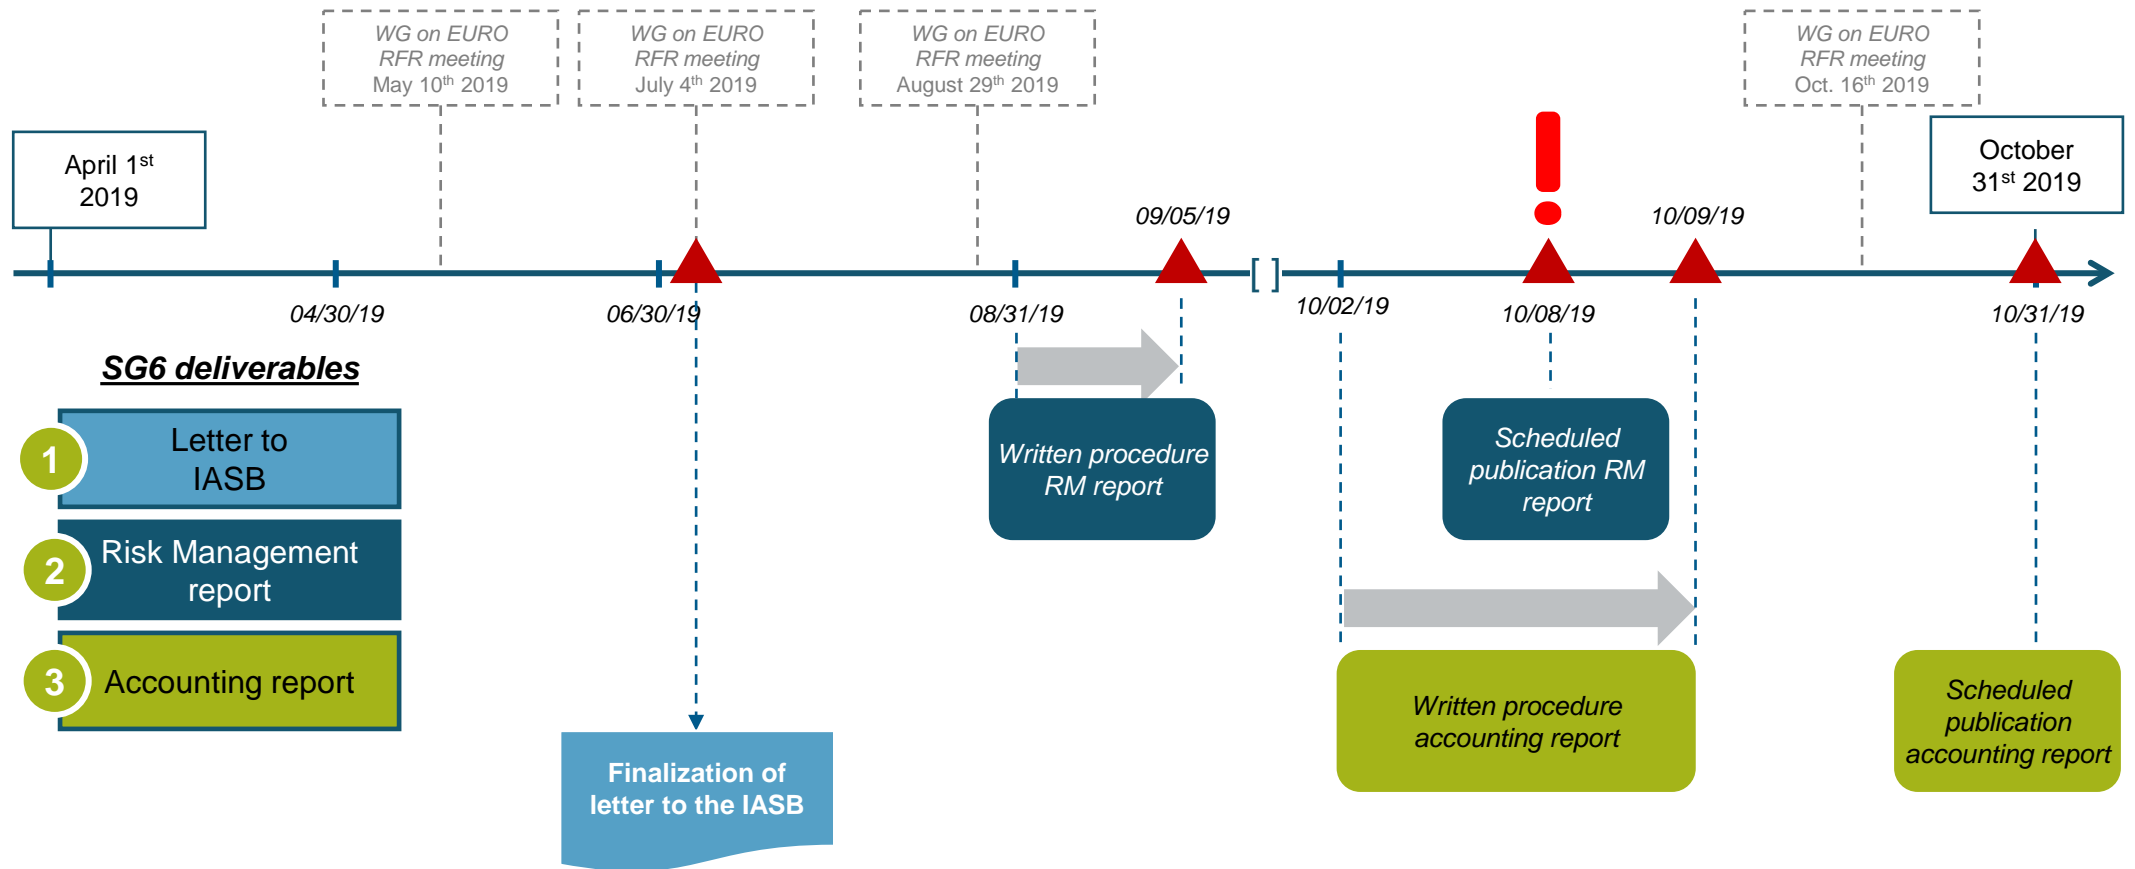 WG on EURO
RFR meeting
May 10th 2019
WG on EURO
RFR meeting
July 4th 2019
WG on EURO
RFR meeting
August 29th 2019
WG on EURO
RFR meeting
Oct. 16th 2019
April 1st
2019
October
31st 2019
09/05/19
10/09/19
[ ]
04/30/19
06/30/19
08/31/19
10/02/19
10/08/19
10/31/19
SG6 deliverables
1
Letter to
IASB
2
Risk Management
report
3
Accounting report
Written procedure
RM report
Scheduled
publication RM
report
Written procedure
accounting report
Scheduled
publication
accounting report
Finalization of
letter to the IASB